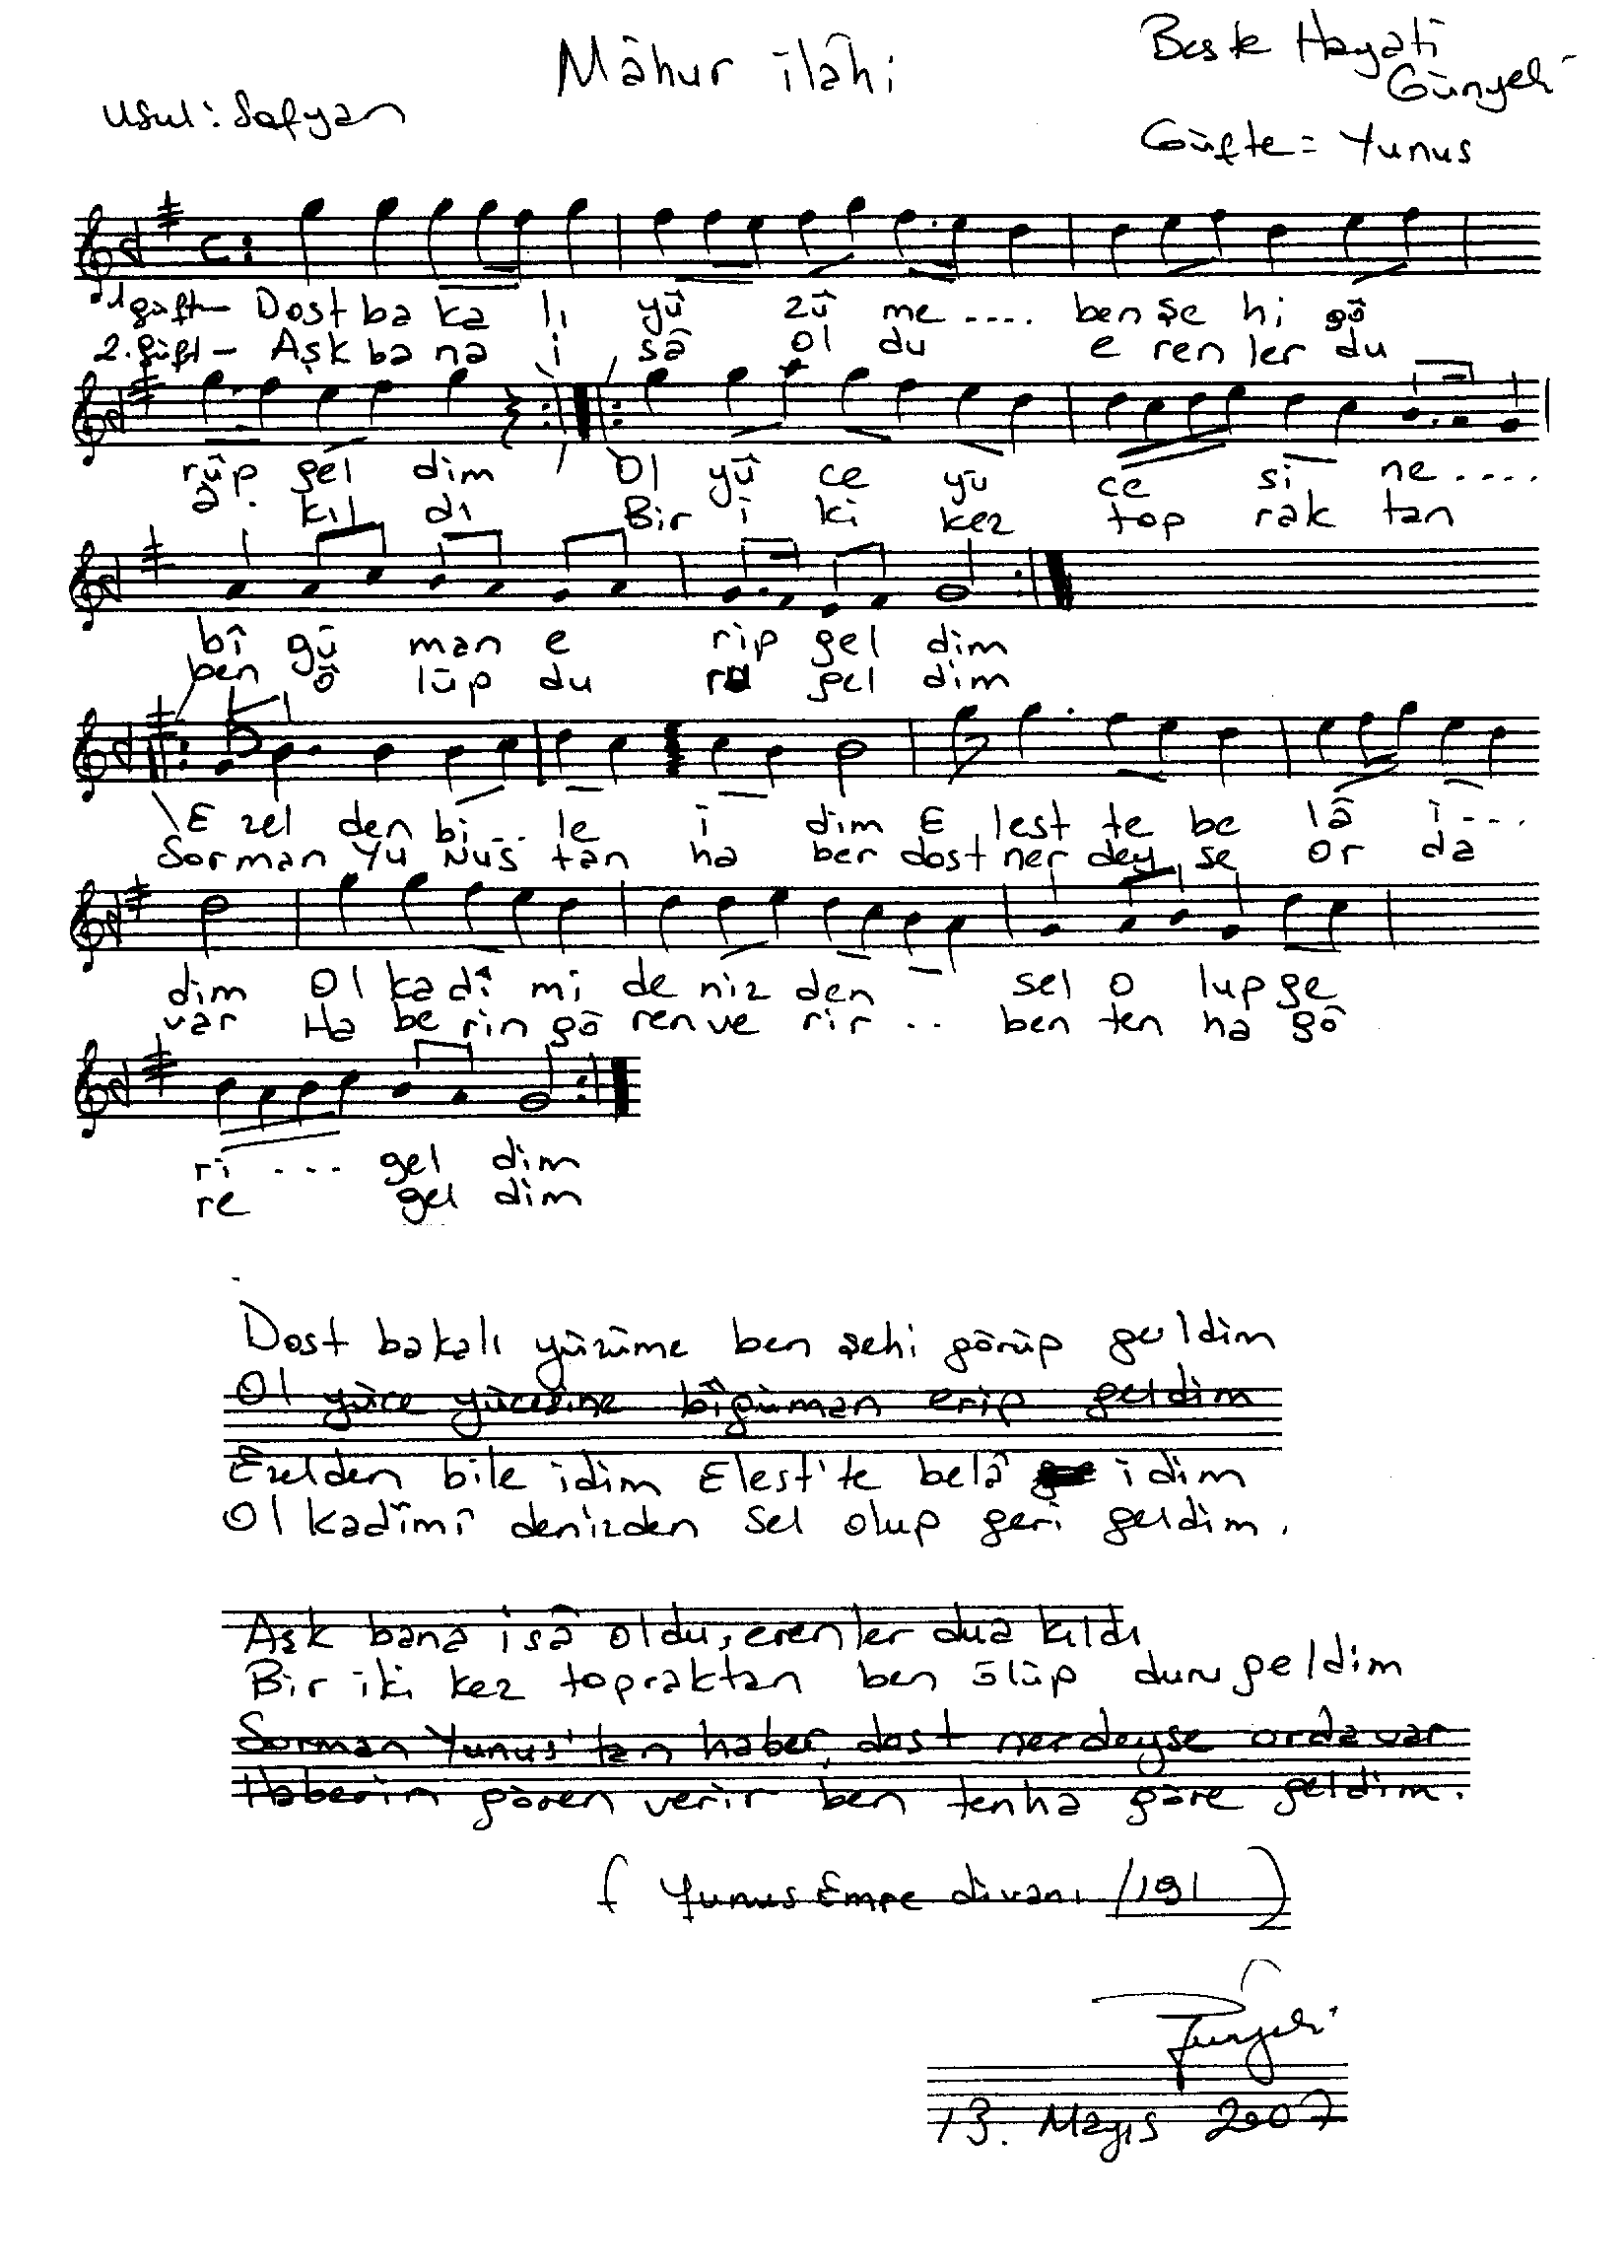 Mâhur ilâhi
Beste Hayati
Günyeli
Usul: Sofyan
Güfte = Yunus
1 güft- Dost ba ka lı yü zü me .... ben şe hi gö
2. güft- Aşk ba na i sâ ol du e ren ler du
rüp gel dim Ol yü ce yü ce si ne ....
â . kıl dı Bir i ki kez top rak tan
bî gü man e rip gel dim
ben ö lüp du ru gel dim
E zel den bi .. le i dim E lest te be lâ i ...
Sor man Yu Nus tan ha ber dost ner dey se or da
dim Ol ka dî mi de niz den sel o lup ge
var Ha be rin gö ren ve rir .. ben ten ha gö
ri ... gel dim
re gel dim
Dost bakalı yüzüme ben şehi görüp geldim
Ol yüce yücesine bîgüman erip geldim
Ezelden bile idim Elest'te belâ idim
Ol kadîmî denizden sel olup geri geldim.
Aşk bana isâ oldu, erenler dua kıldı
Bir iki kez topraktan ben ölüp duru geldim
Sorman Yunus'tan haber, dost nerdeyse orda var
Haberin gören verir ben tenha göre geldim.
( Yunus Emre divanı /191 )
Günyeli
13. Mayıs 2007